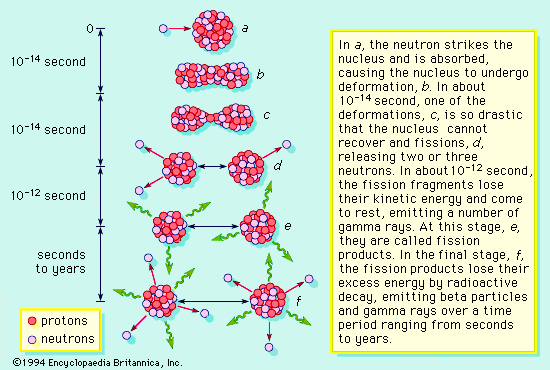 0
a
10⁻¹⁴ second
b
10⁻¹⁴ second
c
d
10⁻¹² second
e
seconds
to years
f
protons
neutrons
©1994 Encyclopaedia Britannica, Inc.
In a, the neutron strikes the
nucleus and is absorbed,
causing the nucleus to undergo
deformation, b. In about
10⁻¹⁴ second, one of the
deformations, c, is so drastic
that the nucleus cannot
recover and fissions, d,
releasing two or three
neutrons. In about 10⁻¹² second,
the fission fragments lose
their kinetic energy and come
to rest, emitting a number of
gamma rays. At this stage, e,
they are called fission
products. In the final stage, f,
the fission products lose their
excess energy by radioactive
decay, emitting beta particles
and gamma rays over a time
period ranging from seconds
to years.